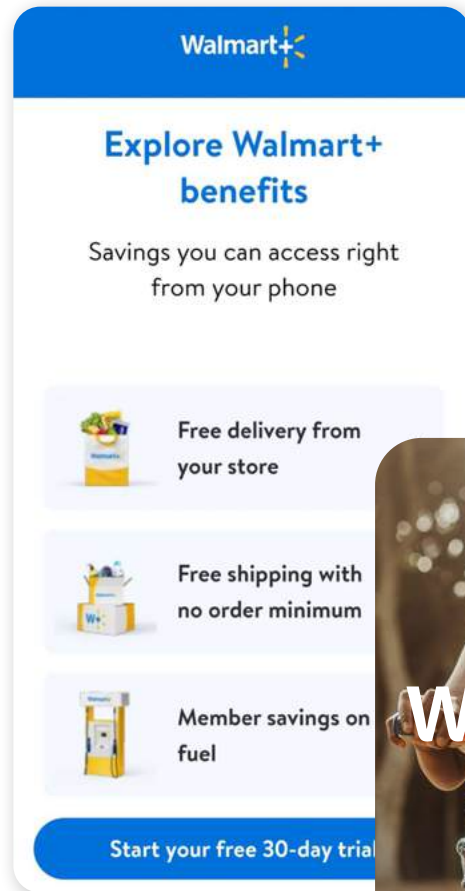 Walmart+
Explore Walmart+
benefits
Savings you can access right
from your phone
Free delivery from
your store
Free shipping with
no order minimum
Member savings on
fuel
Start your free 30-day trial
W